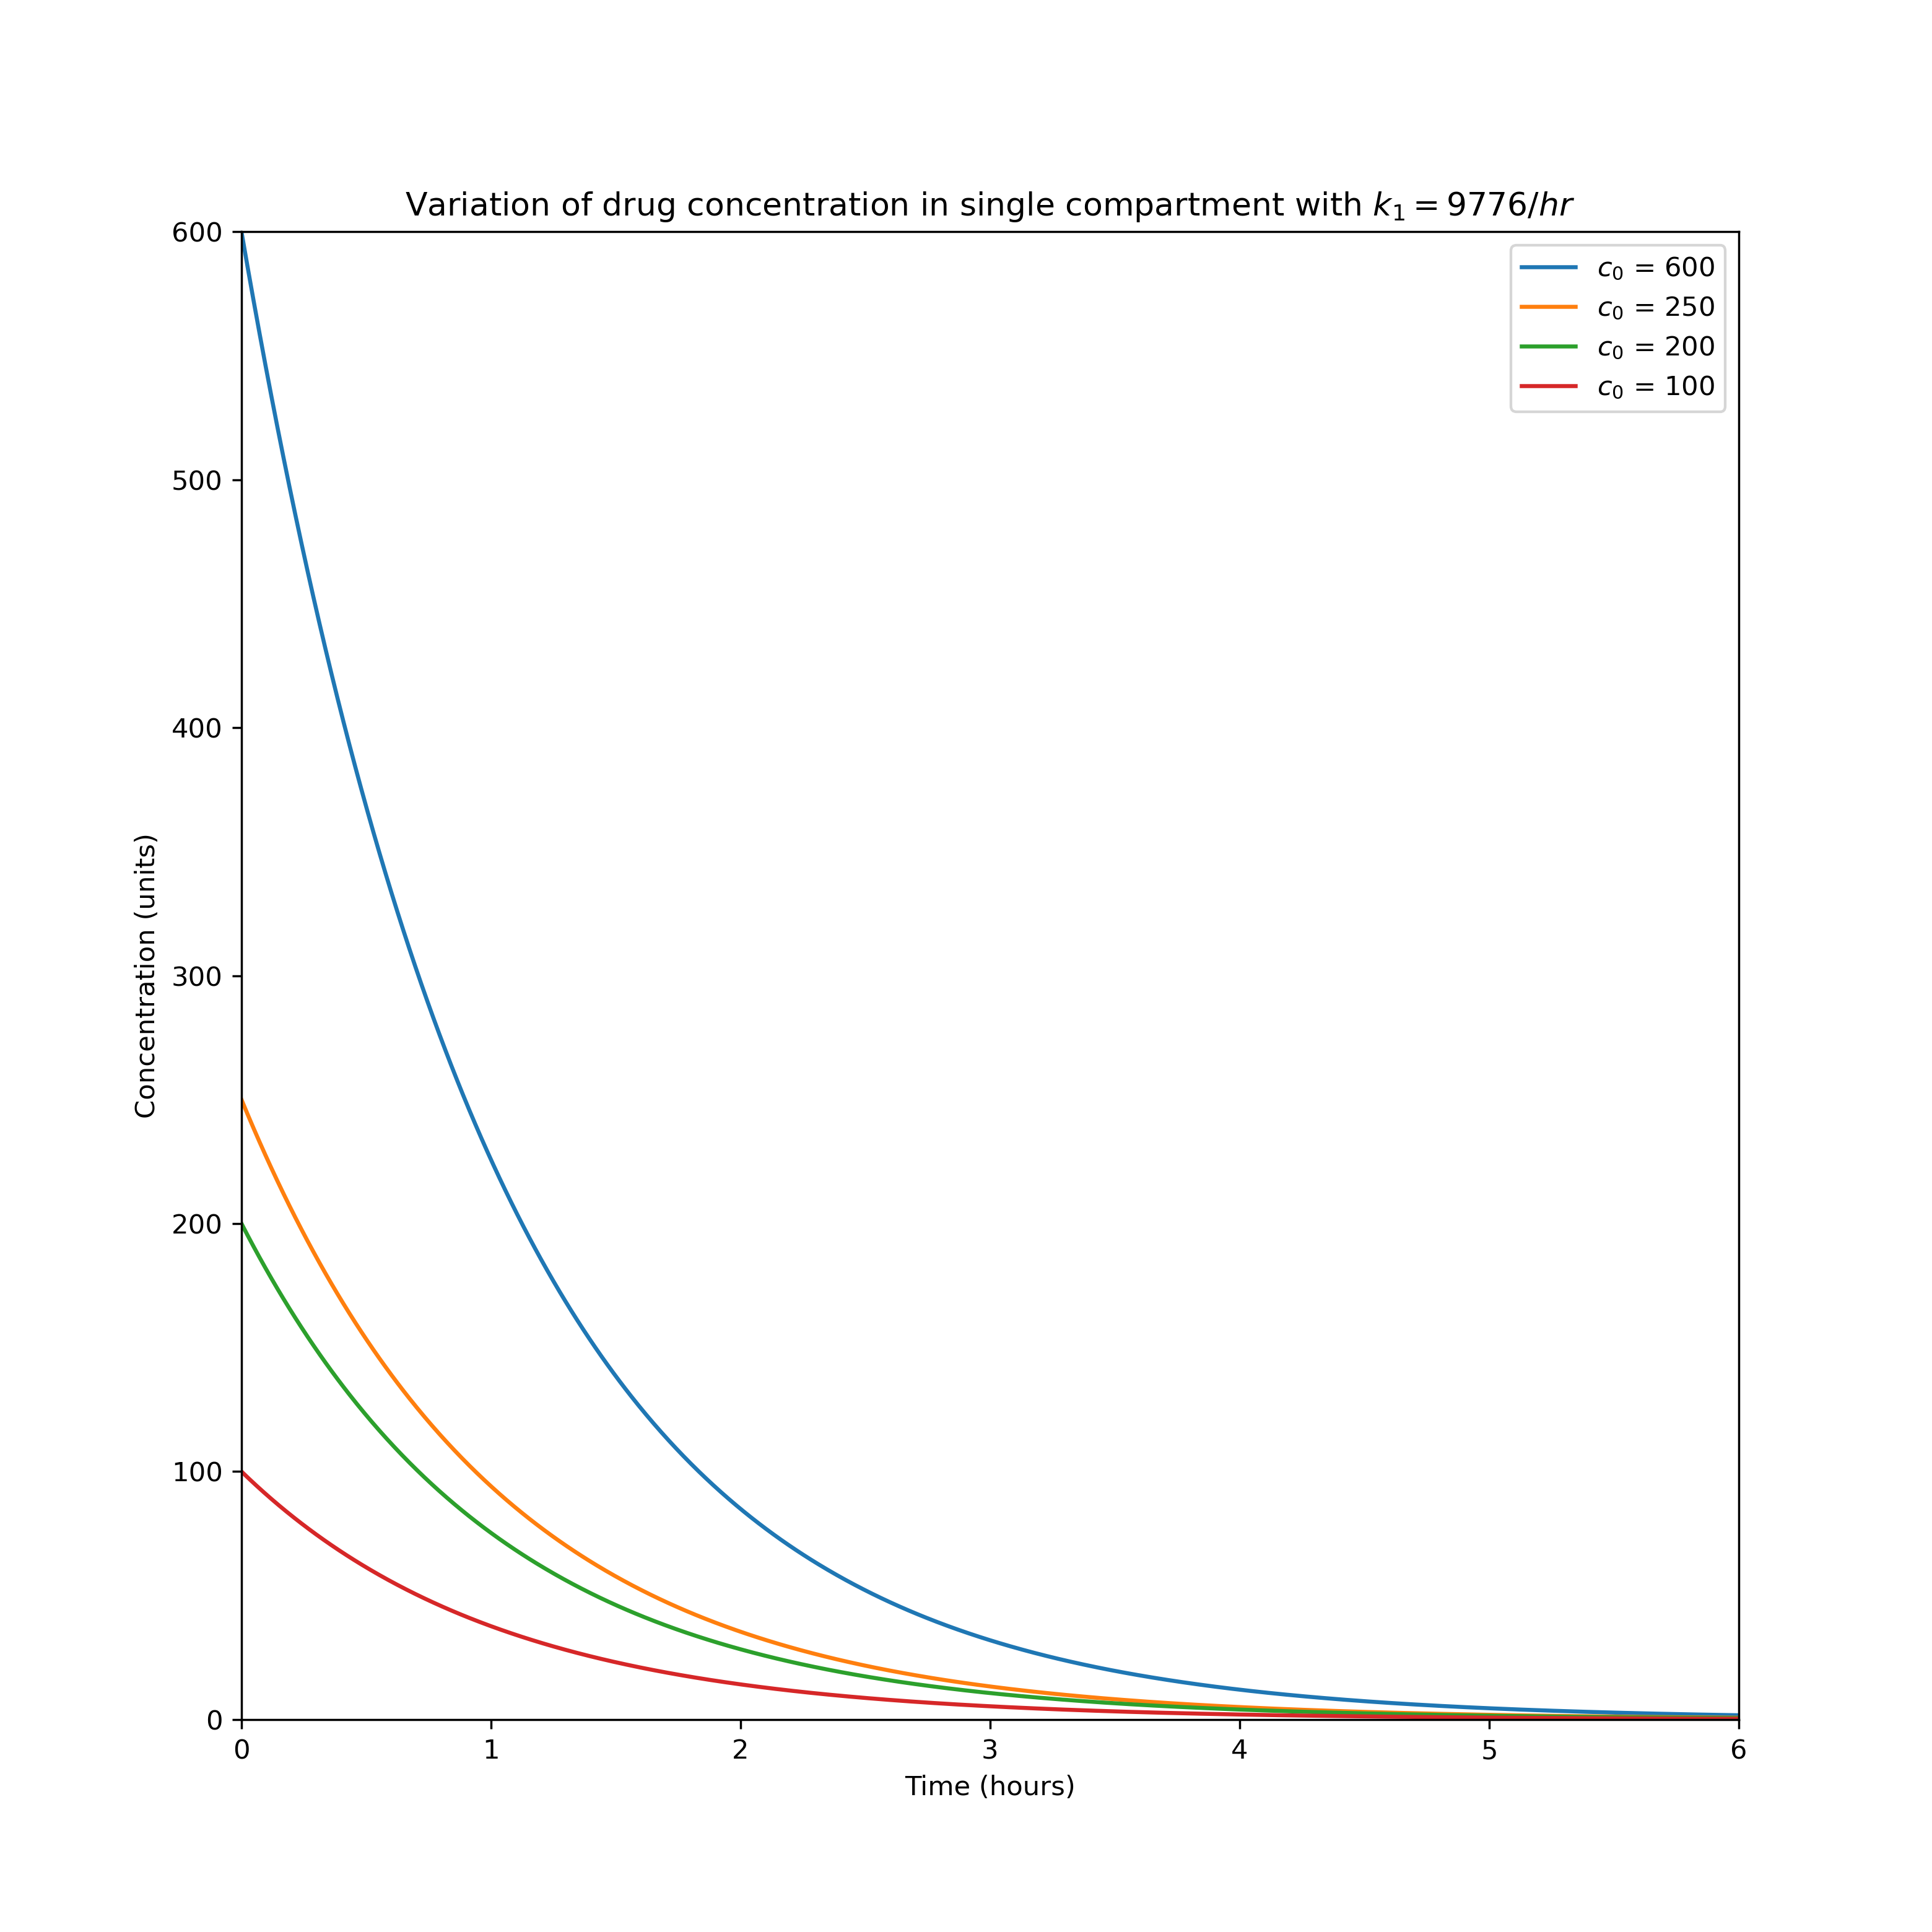 Variation of drug concentration in single compartment with k₁ = 9776/hr
600
500
400
300
200
100
0
Concentration (units)
c₀ = 600
c₀ = 250
c₀ = 200
c₀ = 100
0 1 2 3 4 5 6
Time (hours)